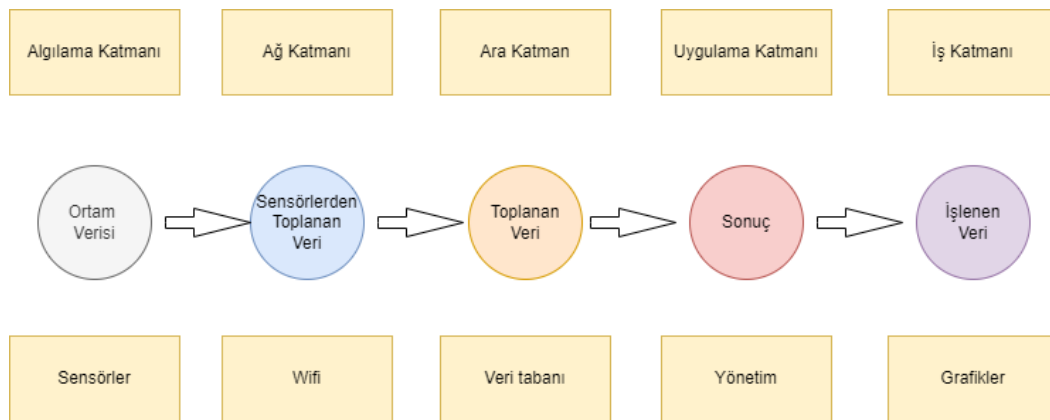 Algılama Katmanı
Ağ Katmanı
Ara Katman
Uygulama Katmanı
İş Katmanı
Ortam
Verisi
Sensörlerden
Toplanan
Veri
Toplanan
Veri
Sonuç
İşlenen
Veri
Sensörler
Wifi
Veri tabanı
Yönetim
Grafikler